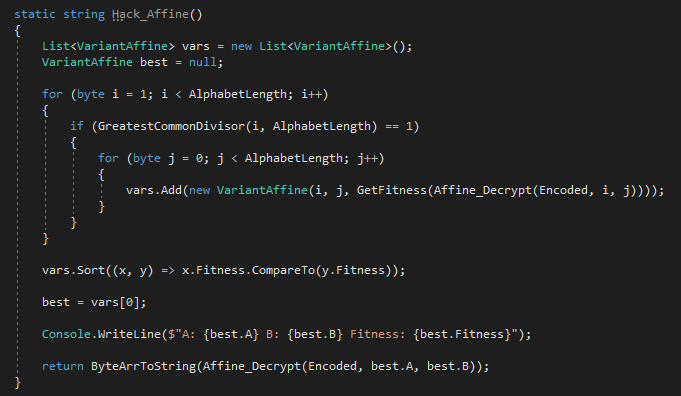 static string Hack_Affine()
{
    List<VariantAffine> vars = new List<VariantAffine>();
    VariantAffine best = null;

    for (byte i = 1; i < AlphabetLength; i++)
    {
        if (GreatestCommonDivisor(i, AlphabetLength) == 1)
        {
            for (byte j = 0; j < AlphabetLength; j++)
            {
                vars.Add(new VariantAffine(i, j, GetFitness(Affine_Decrypt(Encoded, i, j))));
            }
        }
    }

    vars.Sort((x, y) => x.Fitness.CompareTo(y.Fitness));

    best = vars[0];

    Console.WriteLine($"A: {best.A} B: {best.B} Fitness: {best.Fitness}");

    return ByteArrToString(Affine_Decrypt(Encoded, best.A, best.B));
}